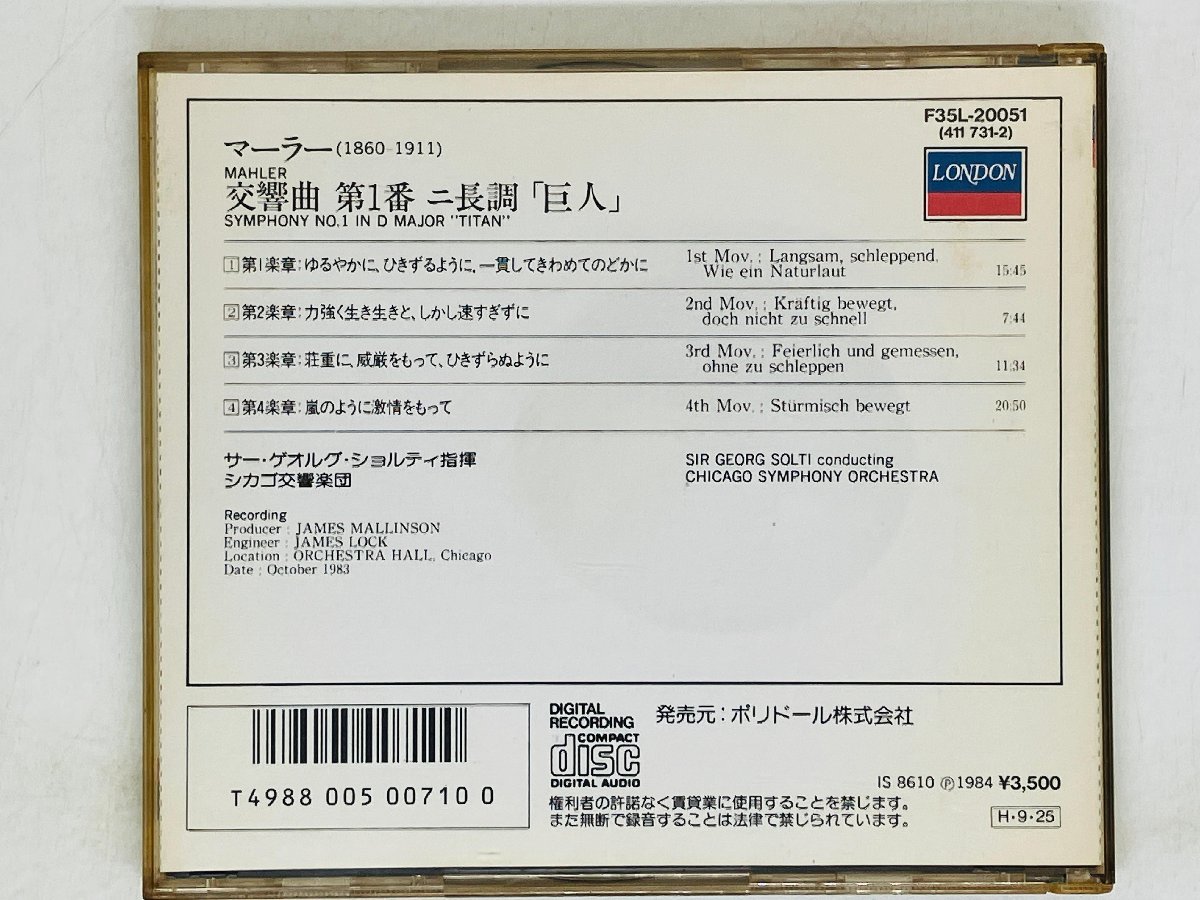 F35L-20051
(411 731-2)
LONDON
マーラー(1860-1911)
MAHLER
交響曲 第1番 ニ長調「巨人」
SYMPHONY NO.1 IN D MAJOR "TITAN"
1 第1楽章:ゆるやかに、ひきずるように、一貫してきわめてのどかに
1st Mov. : Langsam, schleppend.
Wie ein Naturlaut
15:45
2 第2楽章:力強く生き生きと、しかし速すぎずに
2nd Mov. : Kräftig bewegt,
doch nicht zu schnell
7:44
3 第3楽章:荘重に、威厳をもって、ひきずらぬように
3rd Mov. : Feierlich und gemessen,
ohne zu schleppen
11:34
4 第4楽章:嵐のように激情をもって
4th Mov. : Stürmisch bewegt
20:50
サー・ゲオルグ・ショルティ指揮
シカゴ交響楽団
SIR GEORG SOLTI conducting
CHICAGO SYMPHONY ORCHESTRA
Recording
Producer : JAMES MALLINSON
Engineer : JAMES LOCK
Location : ORCHESTRA HALL, Chicago
Date : October 1983
T4988 005 00710 0
DIGITAL
RECORDING
COMPACT
disc
DIGITAL AUDIO
発売元:ポリドール株式会社
IS 8610 ℗1984 ¥3,500
権利者の許諾なく賃貸業に使用することを禁じます。
また無断で録音することは法律で禁じられています。
H・9・25